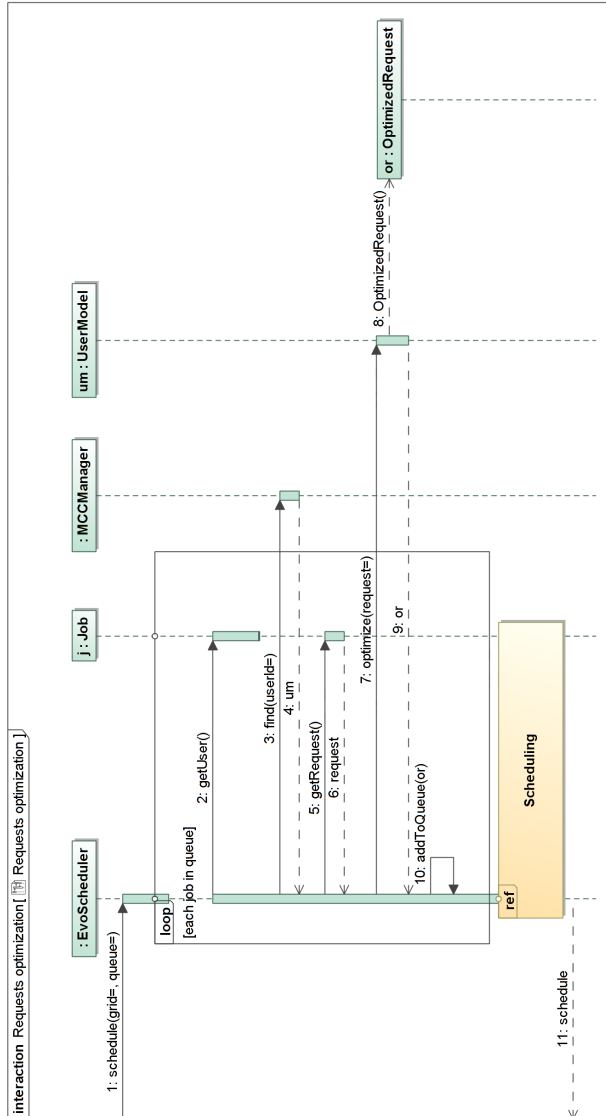 interaction Requests optimization[ Requests optimization ]
: EvoScheduler
j : Job
: MCCManager
um : UserModel
or : OptimizedRequest
1: schedule(grid=, queue=)
loop
[each job in queue]
2: getUser()
3: find(userId=)
4: um
5: getRequest()
6: request
7: optimize(request=)
8: OptimizedRequest()
9: or
10: addToQueue(or)
ref
Scheduling
11: schedule